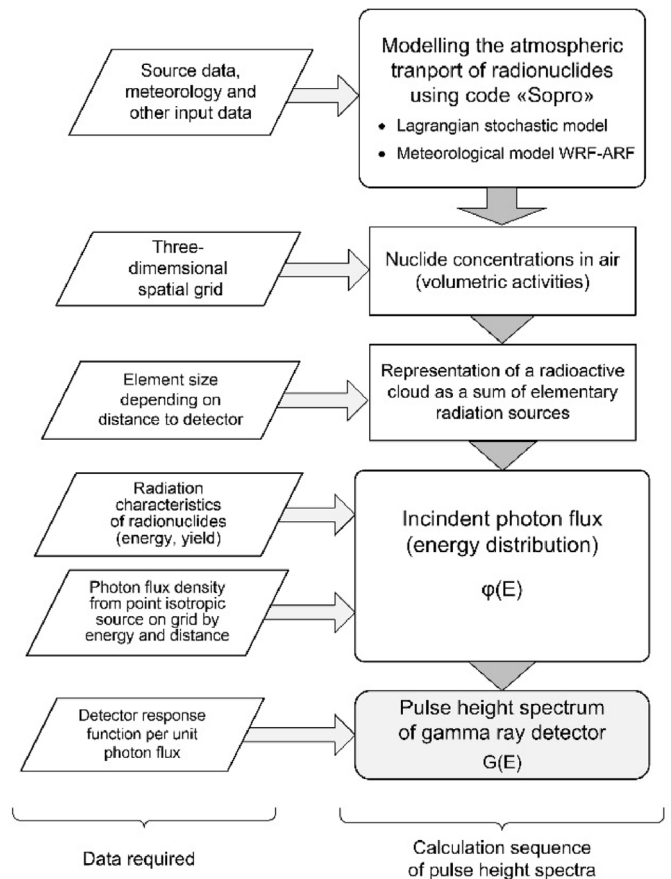 Source data,
meteorology and
other input data
Modelling the atmospheric
tranport of radionuclides
using code «Sopro»
• Lagrangian stochastic model
• Meteorological model WRF-ARF
Three-
dimemsional
spatial grid
Nuclide concentrations in air
(volumetric activities)
Element size
depending on
distance to detector
Representation of a radioactive
cloud as a sum of elementary
radiation sources
Radiation
characteristics
of radionuclides
(energy, yield)
Photon flux density
from point isotropic
source on grid by
energy and distance
Incindent photon flux
(energy distribution)
φ(E)
Detector response
function per unit
photon flux
Pulse height spectrum
of gamma ray detector
G(E)
Data required
Calculation sequence
of pulse height spectra